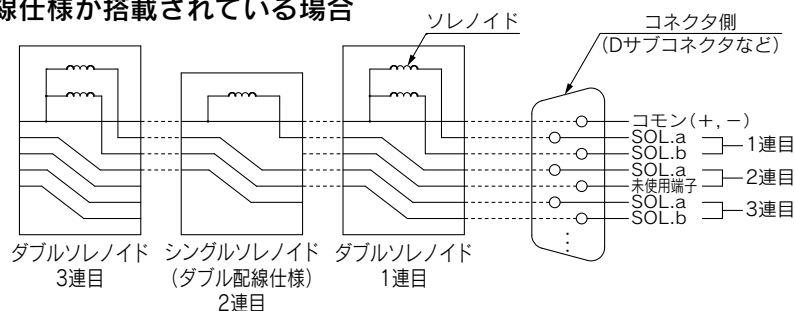 線仕様が搭載されている場合
ソレノイド
コネクタ側
(Dサブコネクタなど)
コモン(+,−)
SOL.a
SOL.b
1連目
SOL.a
未使用端子
2連目
SOL.a
SOL.b
3連目
ダブルソレノイド
3連目
シングルソレノイド
(ダブル配線仕様)
2連目
ダブルソレノイド
1連目